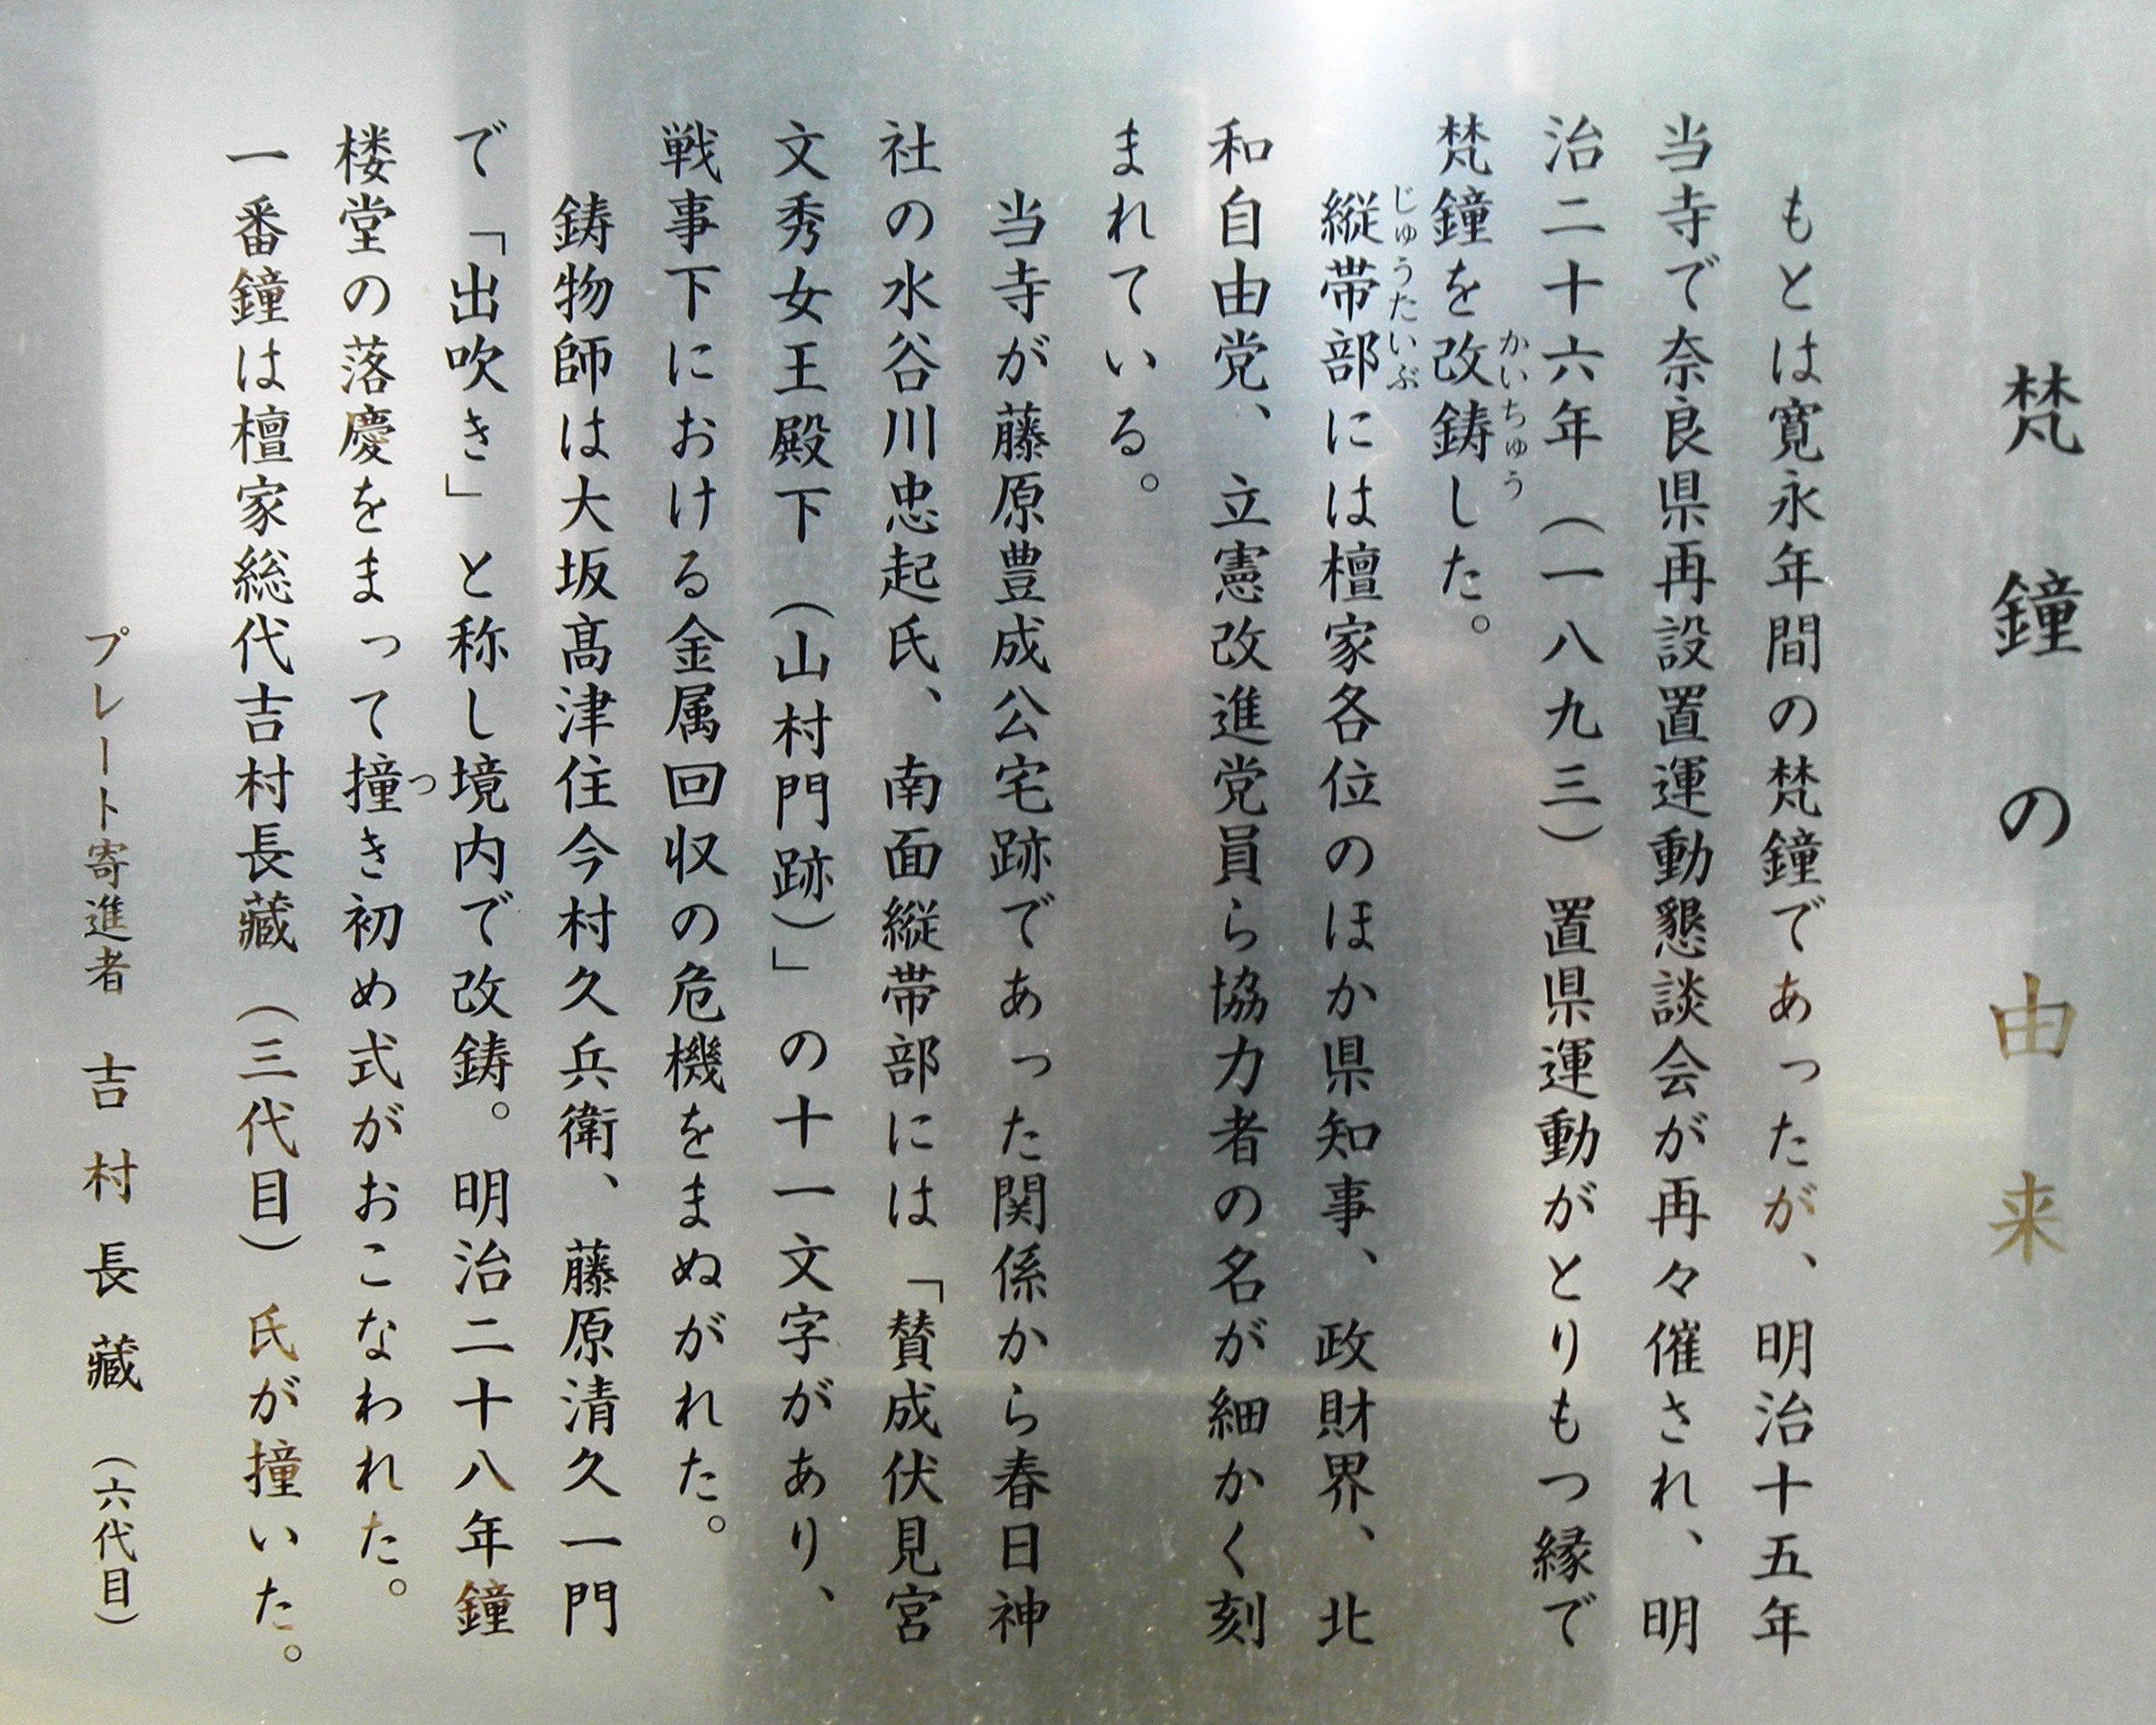 梵鐘の由来
もとは寛永年間の梵鐘であったが、明治十五年
当寺で奈良県再設置運動懇談会が再々催され、明
治二十六年（一八九三）置県運動がとりもつ縁で
梵鐘を改鋳した。
かいちゅう
縦帯部には檀家各位のほか県知事、政財界、北
じゅうたいぶ
和自由党、立憲改進党員ら協力者の名が細かく刻
まれている。
当寺が藤原豊成公宅跡であった関係から春日神
社の水谷川忠起氏、南面縦帯部には「賛成伏見宮
文秀女王殿下（山村門跡）」の十一文字があり、
戦事下における金属回収の危機をまぬがれた。
鋳物師は大坂髙津住今村久兵衛、藤原清久一門
で「出吹き」と称し境内で改鋳。明治二十八年鐘
楼堂の落慶をまって撞き初め式がおこなわれた。
つ
一番鐘は檀家総代吉村長藏（三代目）氏が撞いた。
プレート寄進者 吉村長藏（六代目）